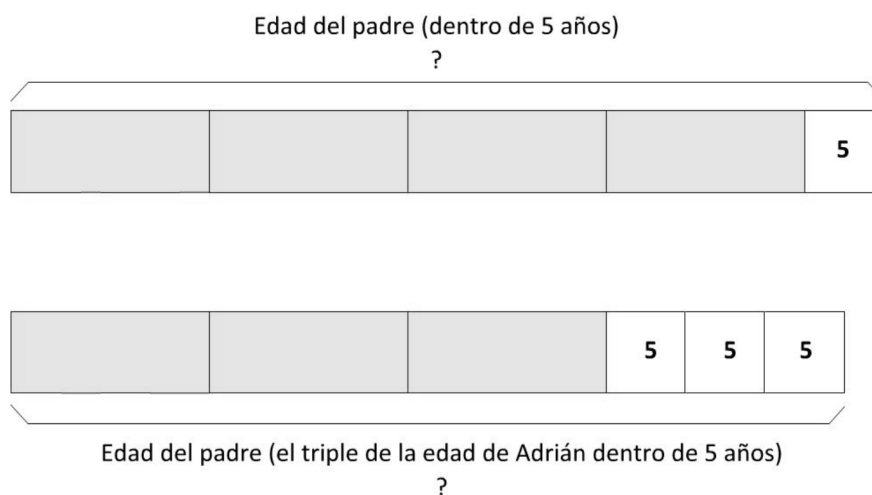 Edad del padre (dentro de 5 años)
?
5
5 5 5
Edad del padre (el triple de la edad de Adrián dentro de 5 años)
?